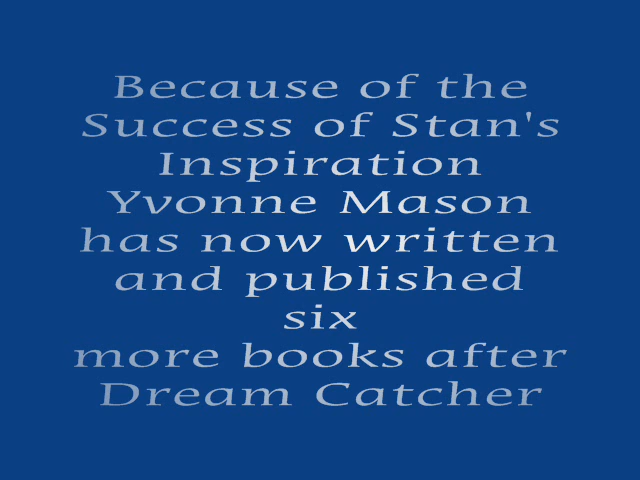 Because of the
Success of Stan's
Inspiration
Yvonne Mason
has now written
and published
six
more books after
Dream Catcher